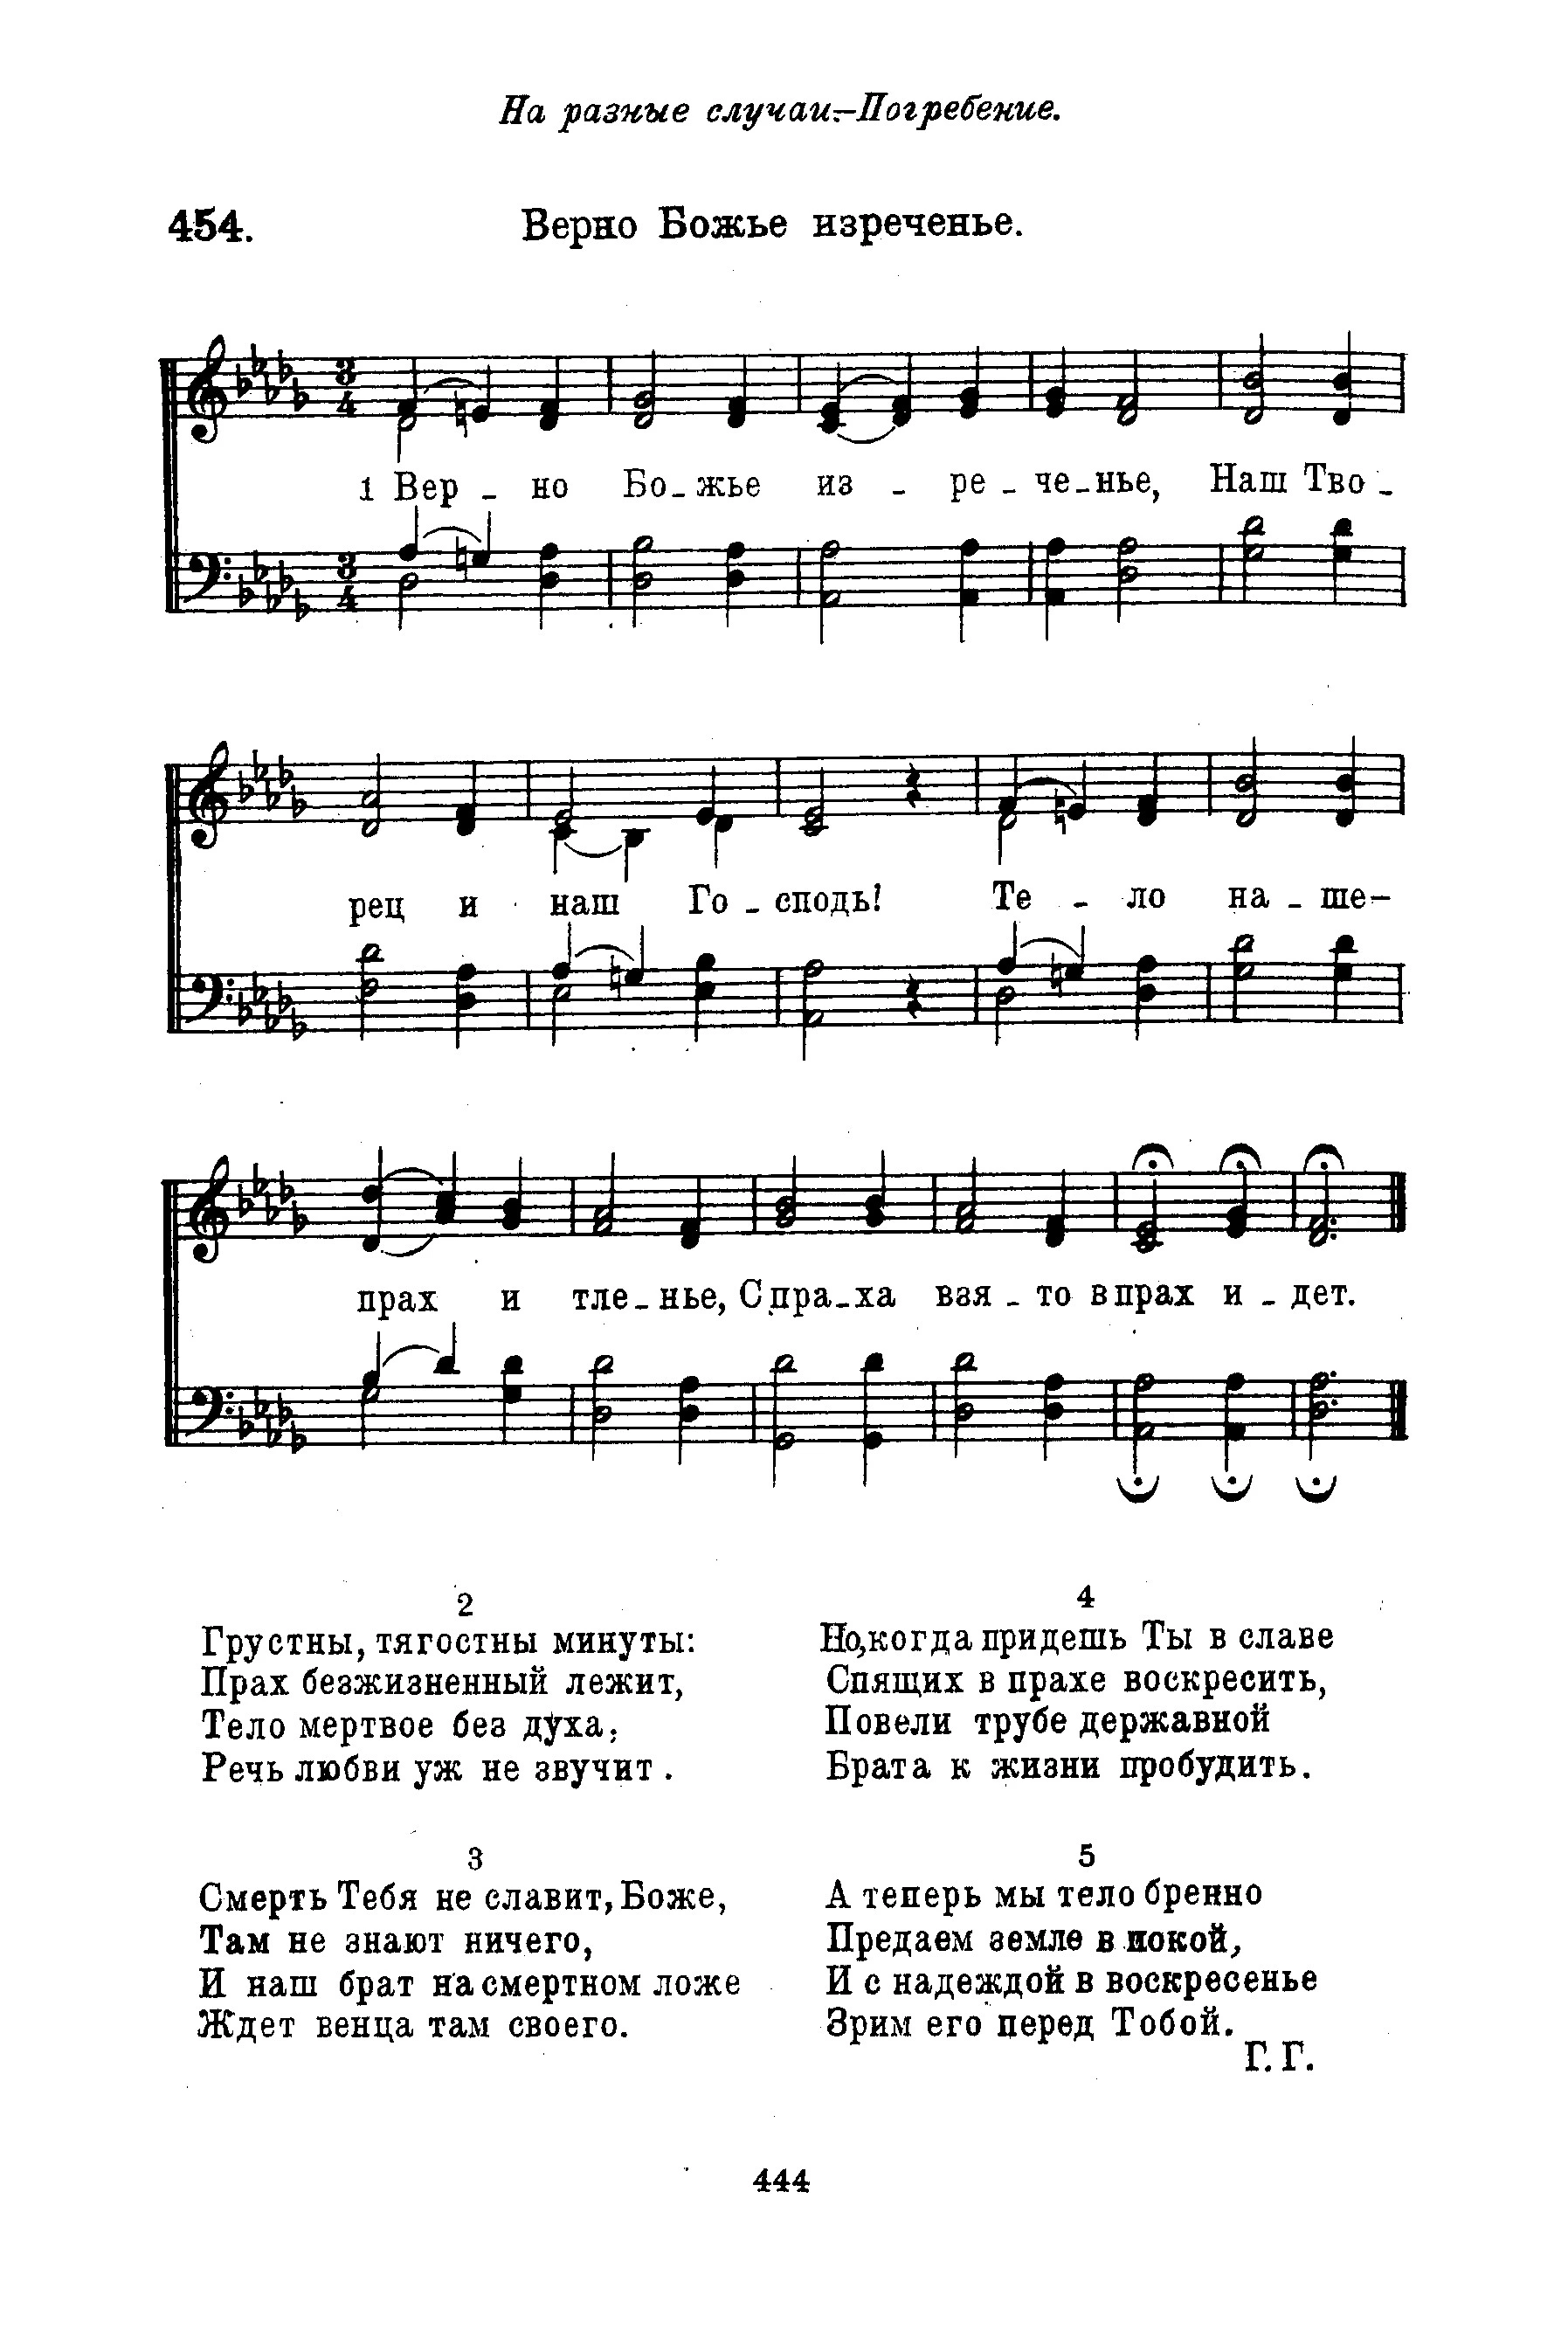 На разные случаи.—Погребение.
454.
Верно Божье изреченье.
1 Вер - но Бо - жье из - ре - че - нье, Наш Тво -
рец и наш Го - сподь! Те - ло на - ше —
прах и тле - нье, С пра - ха взя - то в прах и - дет.
2
Грустны, тягостны минуты:
Прах безжизненный лежит,
Тело мертвое без духа;
Речь любви уж не звучит.
3
Смерть Тебя не славит, Боже,
Там не знают ничего,
И наш брат на смертном ложе
Ждет венца там своего.
4
Но, когда придешь Ты в славе
Спящих в прахе воскресить,
Повели трубе державной
Брата к жизни пробудить.
5
А теперь мы тело бренно
Предаем земле в покой,
И с надеждой в воскресенье
Зрим его перед Тобой.
Г. Г.
444